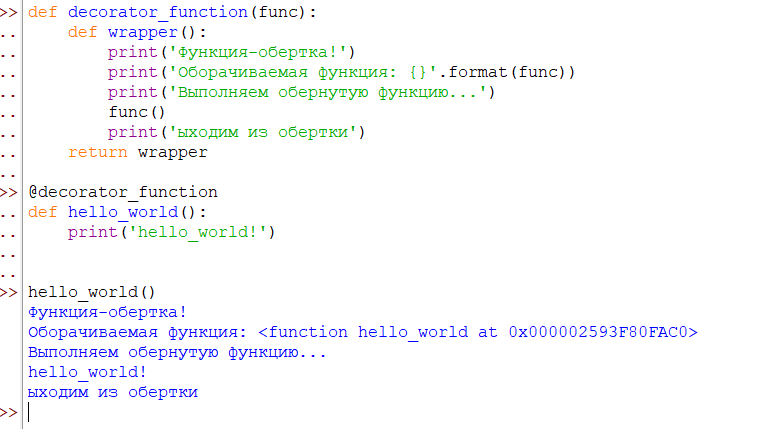 >> def decorator_function(func):
..     def wrapper():
..         print('Функция-обертка!')
..         print('Оборачиваемая функция: {}'.format(func))
..         print('Выполняем обернутую функцию...')
..         func()
..         print('ыходим из обертки')
..     return wrapper
..
>> @decorator_function
.. def hello_world():
..     print('hello_world!')
..
..
>> hello_world()
Функция-обертка!
Оборачиваемая функция: <function hello_world at 0x000002593F80FAC0>
Выполняем обернутую функцию...
hello_world!
ыходим из обертки
>>